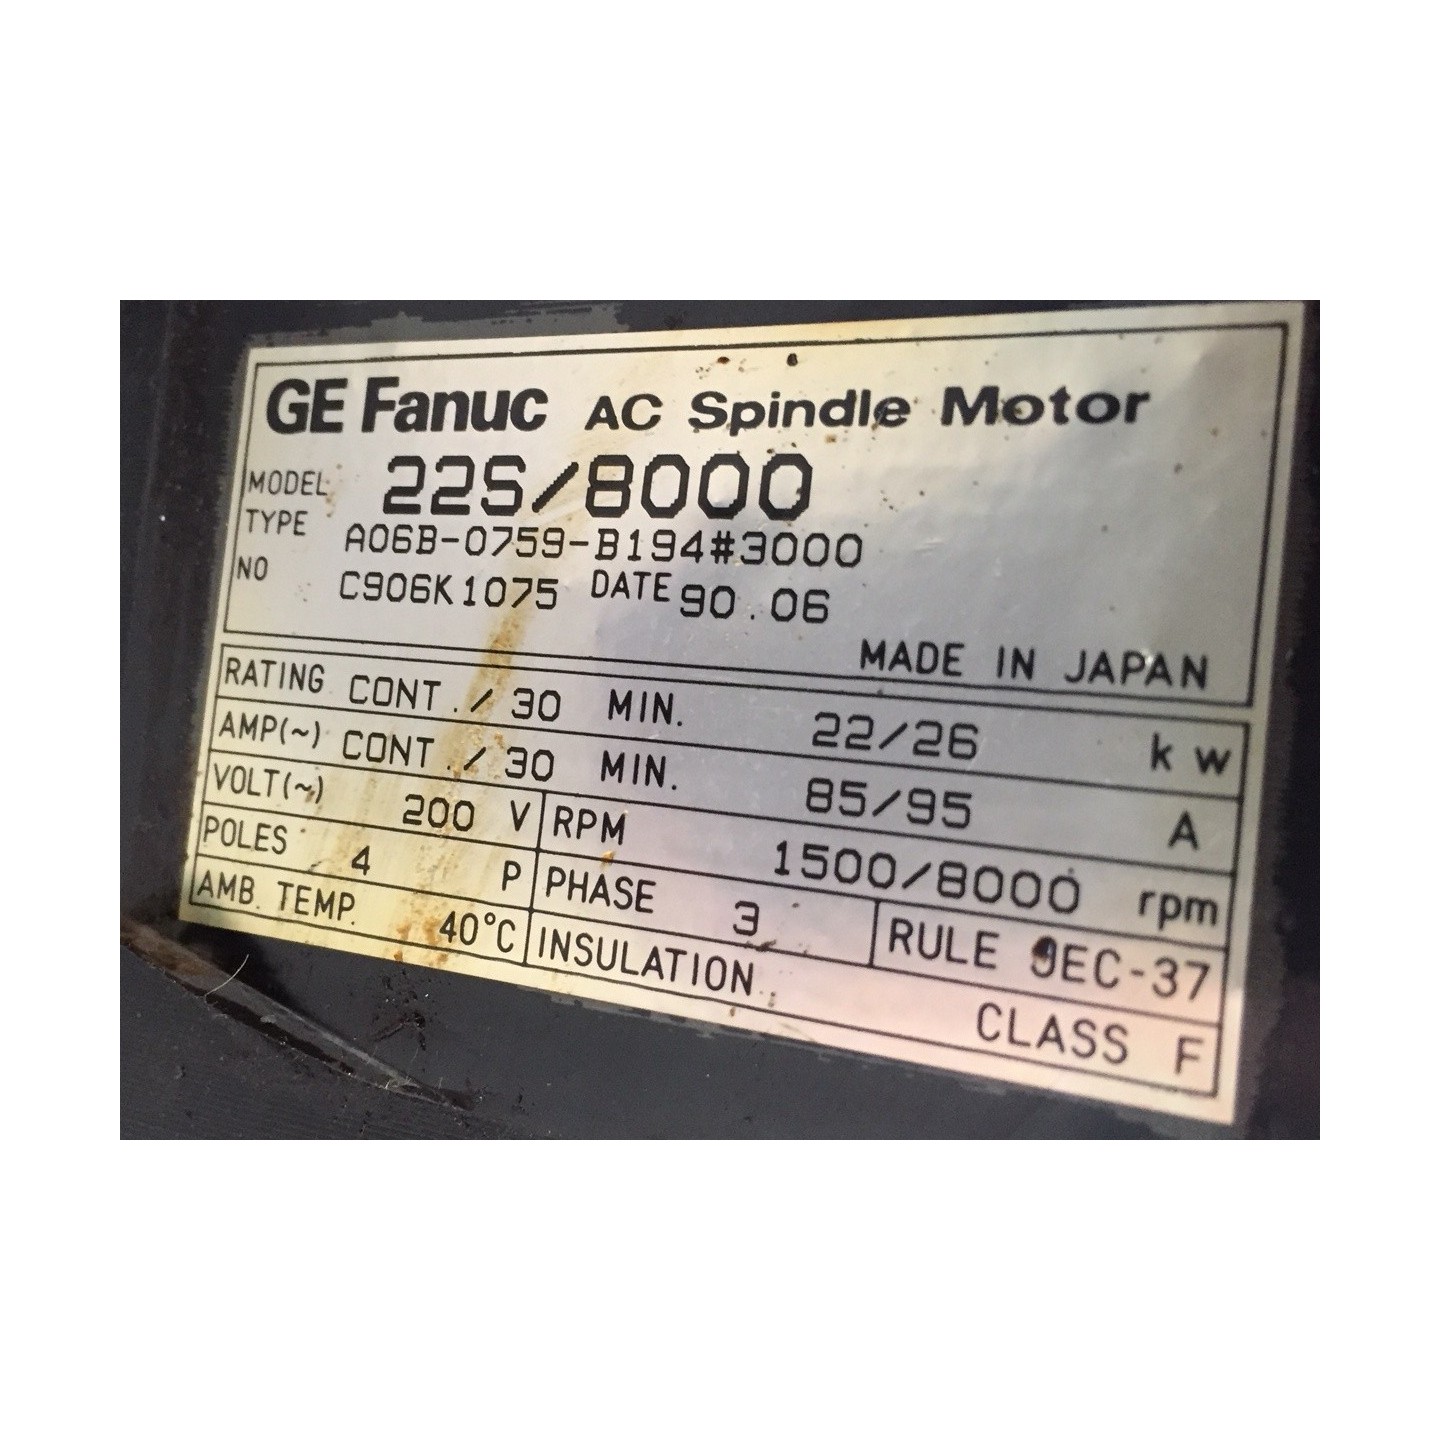 GE Fanuc AC Spindle Motor
MODEL 22S/8000
TYPE A06B-0759-B194#3000
NO C906K1075 DATE 90.06
MADE IN JAPAN
RATING CONT./30 MIN. 22/26 kw
AMP(~) CONT./30 MIN. 85/95 A
VOLT(~) 200 V RPM 1500/8000 rpm
POLES 4 P PHASE 3 RULE JEC-37
AMB. TEMP. 40°C INSULATION CLASS F